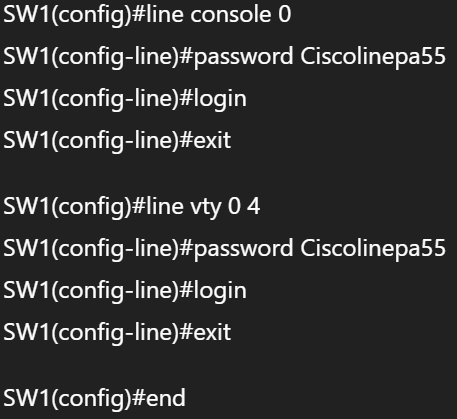 SW1(config)#line console 0
SW1(config-line)#password Ciscolinepa55
SW1(config-line)#login
SW1(config-line)#exit
SW1(config)#line vty 0 4
SW1(config-line)#password Ciscolinepa55
SW1(config-line)#login
SW1(config-line)#exit
SW1(config)#end